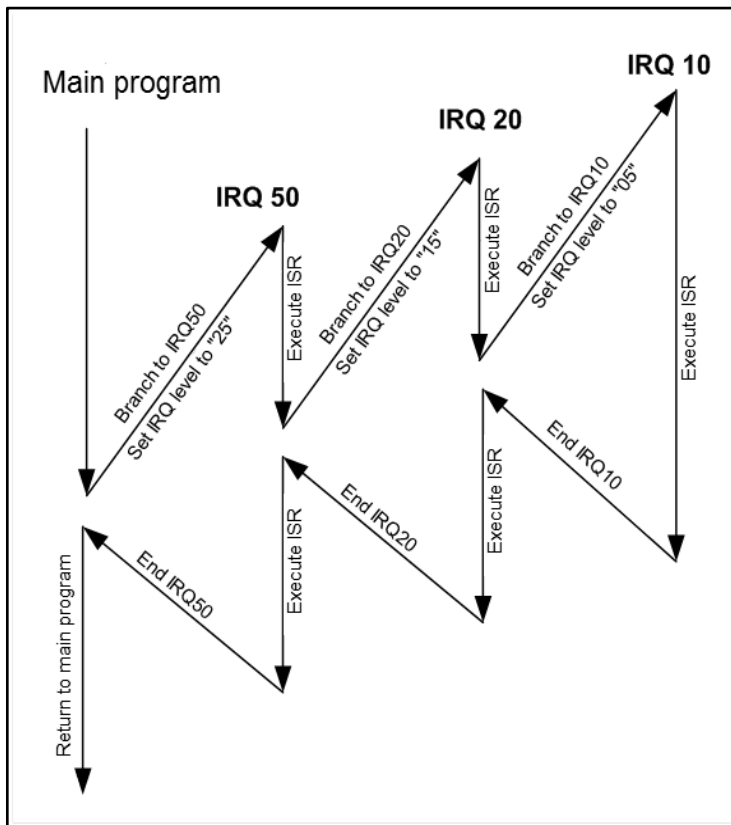 Main program
IRQ 50
IRQ 20
IRQ 10
Branch to IRQ50
Set IRQ level to "25"
Execute ISR
Branch to IRQ20
Set IRQ level to "15"
Execute ISR
Branch to IRQ10
Set IRQ level to "05"
Execute ISR
End IRQ10
Execute ISR
End IRQ20
Execute ISR
End IRQ50
Return to main program